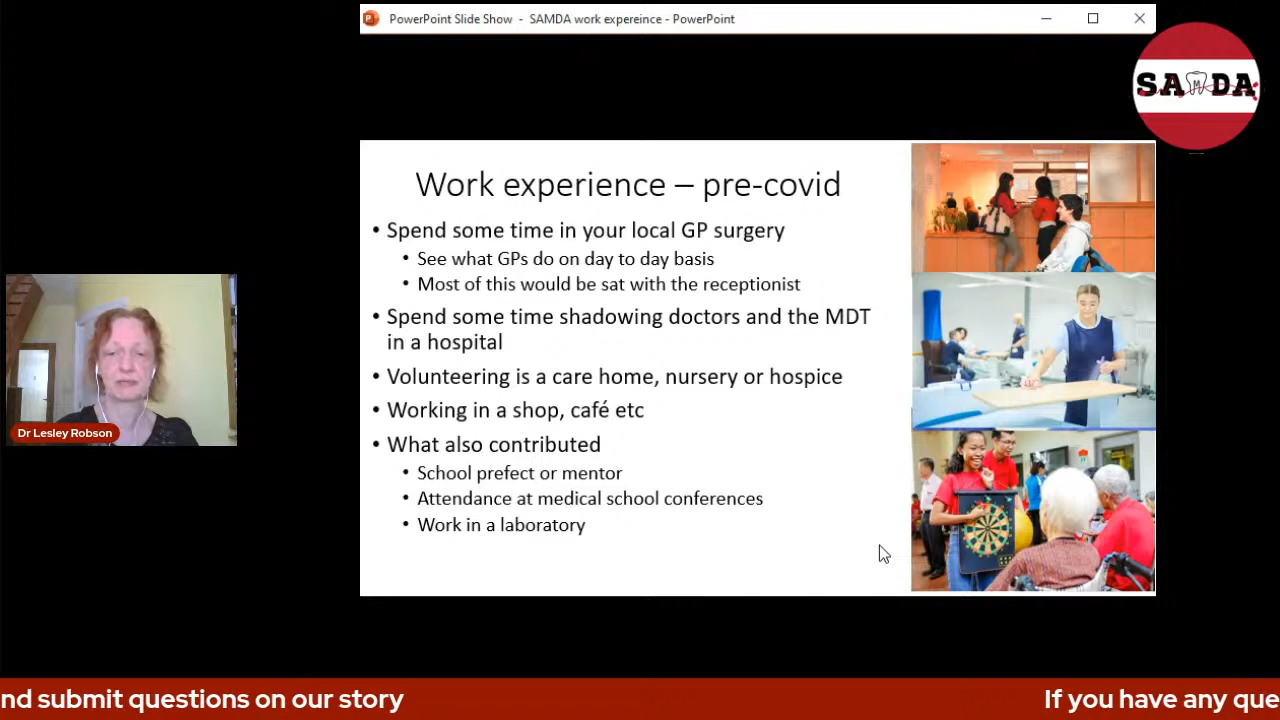 PowerPoint Slide Show - SAMDA work expereince - PowerPoint
SAMDA
Work experience – pre-covid
• Spend some time in your local GP surgery
• See what GPs do on day to day basis
• Most of this would be sat with the receptionist
• Spend some time shadowing doctors and the MDT
in a hospital
• Volunteering is a care home, nursery or hospice
• Working in a shop, café etc
• What also contributed
• School prefect or mentor
• Attendance at medical school conferences
• Work in a laboratory
Dr Lesley Robson
nd submit questions on our story
If you have any que